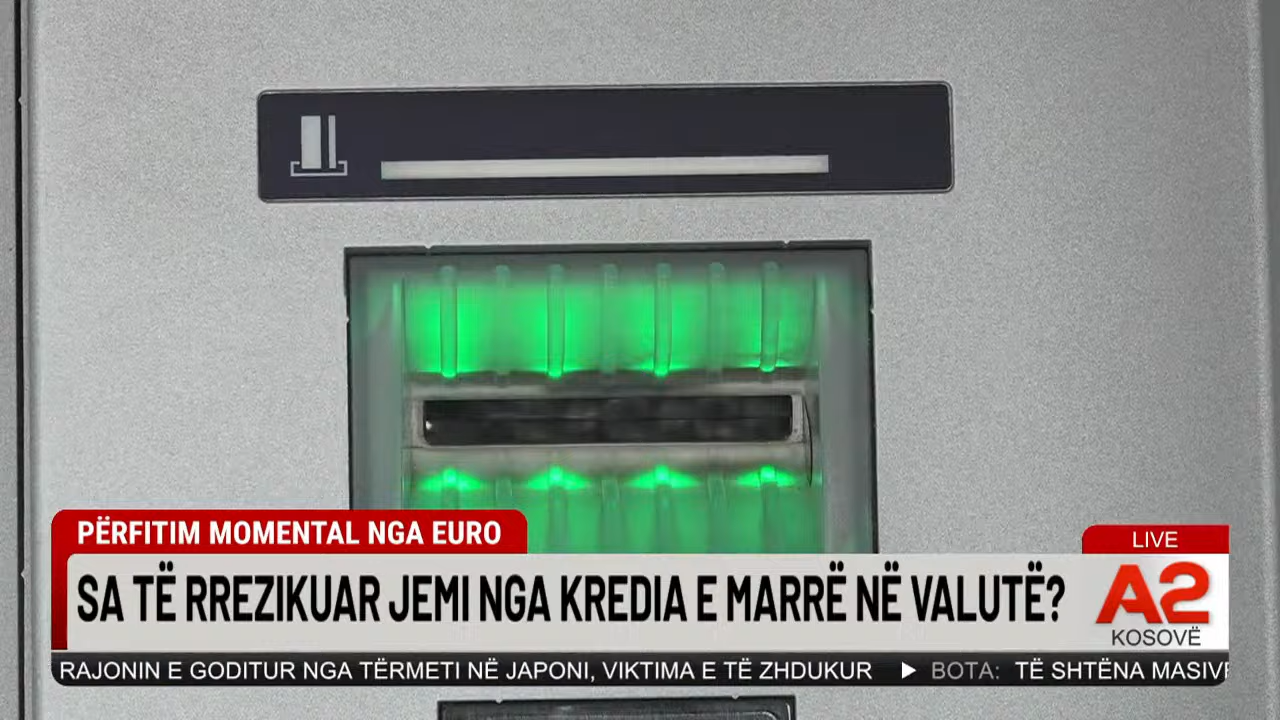 PËRFITIM MOMENTAL NGA EURO
LIVE
SA TË RREZIKUAR JEMI NGA KREDIA E MARRË NË VALUTË?
A2
KOSOVË
RAJONIN E GODITUR NGA TËRMETI NË JAPONI, VIKTIMA E TË ZHDUKUR ▶ BOTA: TË SHTËNA